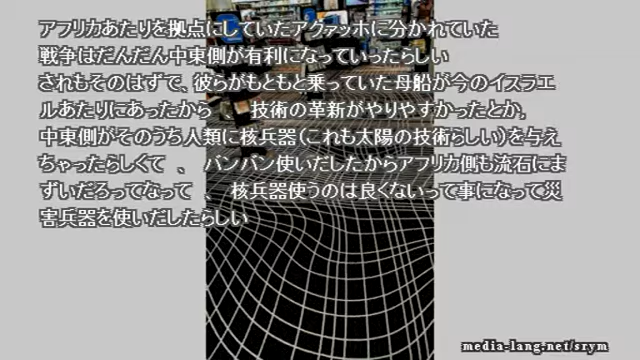 アフリカあたりを拠点にしていたアクァッホに分かれていた
戦争はだんだん中東側が有利になっていったらしい
されもそのはずで、彼らがもともと乗っていた母船が今のイスラエ
ルあたりにあったから 、 技術の革新がやりやすかったとか,
中東側がそのうち人類に核兵器（これも太陽の技術らしい）を与え
ちゃったらしくて 、 バンバン使いだしたからアフリカ側も流石にま
ずいだろってなって 、 核兵器使うのは良くないって事になって災
害兵器を使いだしたらしい
media-lang.net/srym